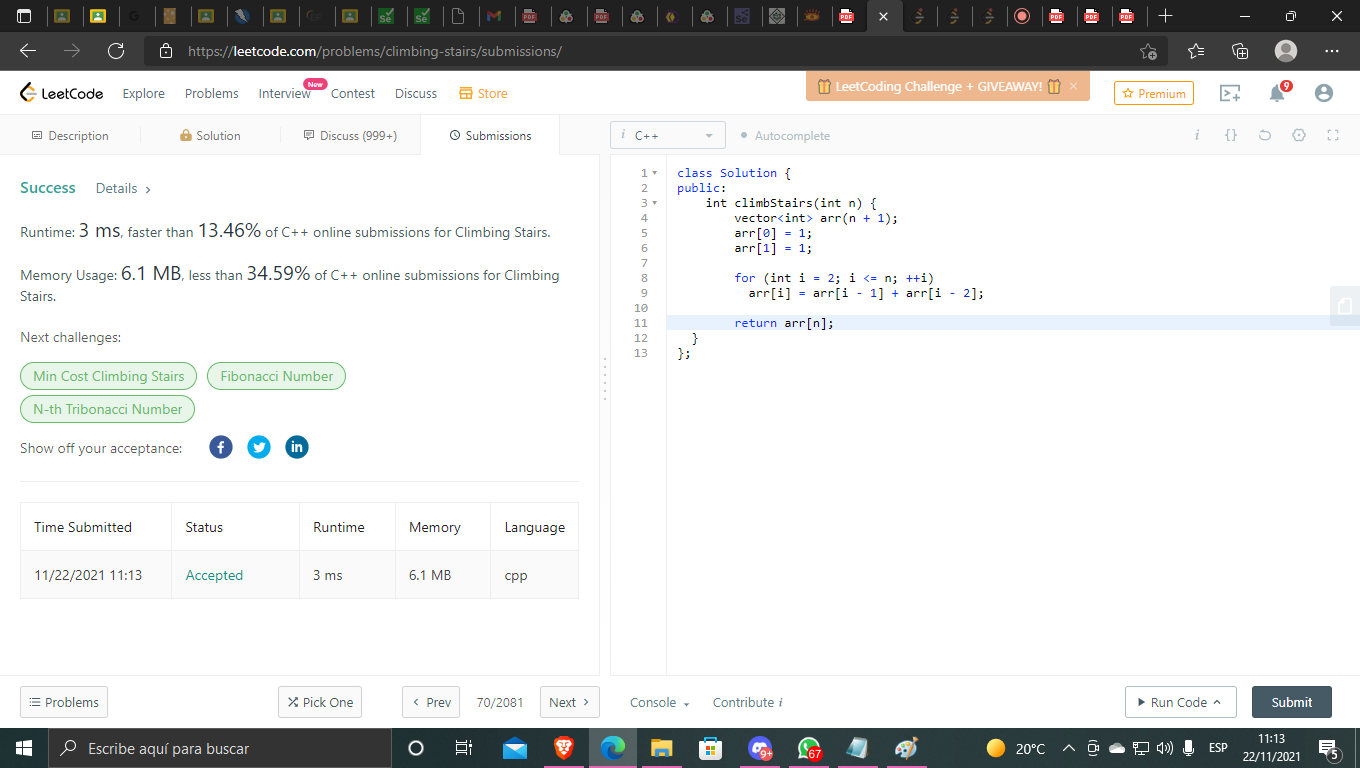 https://leetcode.com/problems/climbing-stairs/submissions/
LeetCode
Explore
Problems
Interview
New
Contest
Discuss
Store
LeetCoding Challenge + GIVEAWAY!
Premium
9
Description
Solution
Discuss (999+)
Submissions
i C++
Autocomplete
i
{}
Success
Details
Runtime: 3 ms, faster than 13.46% of C++ online submissions for Climbing Stairs.
Memory Usage: 6.1 MB, less than 34.59% of C++ online submissions for Climbing
Stairs.
Next challenges:
Min Cost Climbing Stairs
Fibonacci Number
N-th Tribonacci Number
Show off your acceptance:
Time Submitted Status Runtime Memory Language
11/22/2021 11:13 Accepted 3 ms 6.1 MB cpp
1 class Solution {
2 public:
3     int climbStairs(int n) {
4         vector<int> arr(n + 1);
5         arr[0] = 1;
6         arr[1] = 1;
7
8         for (int i = 2; i <= n; ++i)
9           arr[i] = arr[i - 1] + arr[i - 2];
10
11         return arr[n];
12   }
13 };
Problems
Pick One
Prev
70/2081
Next
Console
Contribute i
Run Code
Submit
Escribe aquí para buscar
9+
67
20°C
ESP
11:13
22/11/2021
5